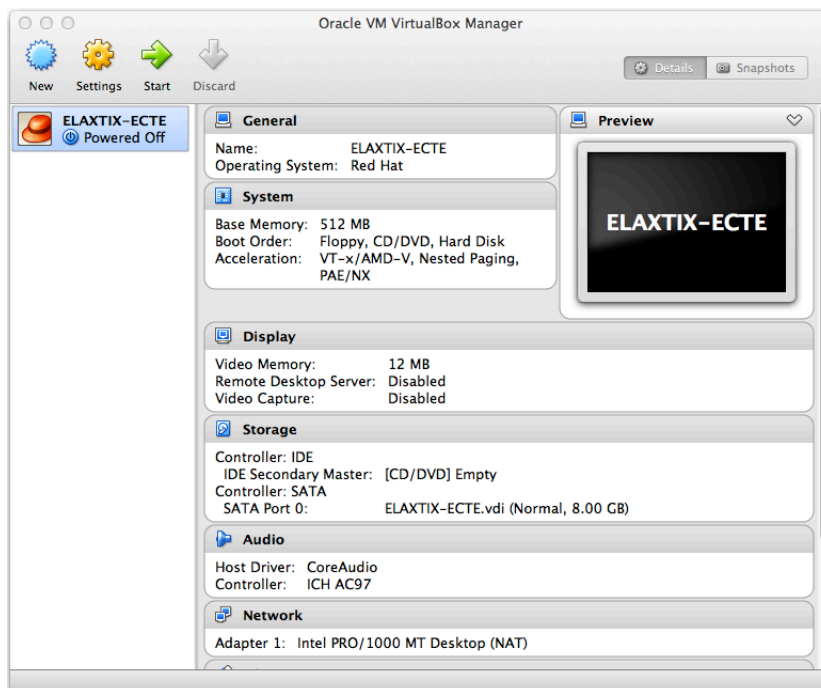 Oracle VM VirtualBox Manager
New Settings Start Discard
Details Snapshots
ELAXTIX-ECTE
Powered Off
General
Name: ELAXTIX-ECTE
Operating System: Red Hat
System
Base Memory: 512 MB
Boot Order: Floppy, CD/DVD, Hard Disk
Acceleration: VT-x/AMD-V, Nested Paging,
PAE/NX
Preview
ELAXTIX-ECTE
Display
Video Memory: 12 MB
Remote Desktop Server: Disabled
Video Capture: Disabled
Storage
Controller: IDE
IDE Secondary Master: [CD/DVD] Empty
Controller: SATA
SATA Port 0: ELAXTIX-ECTE.vdi (Normal, 8.00 GB)
Audio
Host Driver: CoreAudio
Controller: ICH AC97
Network
Adapter 1: Intel PRO/1000 MT Desktop (NAT)